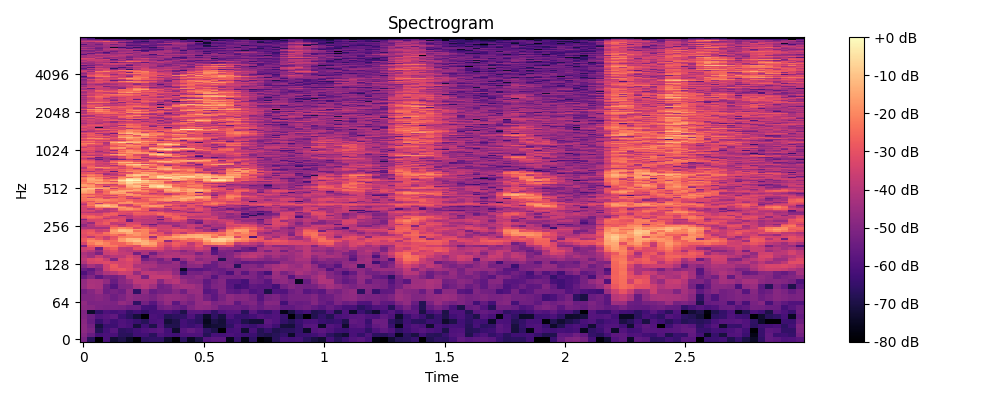 Spectrogram
Hz
4096
2048
1024
512
256
128
64
0
0
0.5
1
1.5
2
2.5
Time
+0 dB
-10 dB
-20 dB
-30 dB
-40 dB
-50 dB
-60 dB
-70 dB
-80 dB